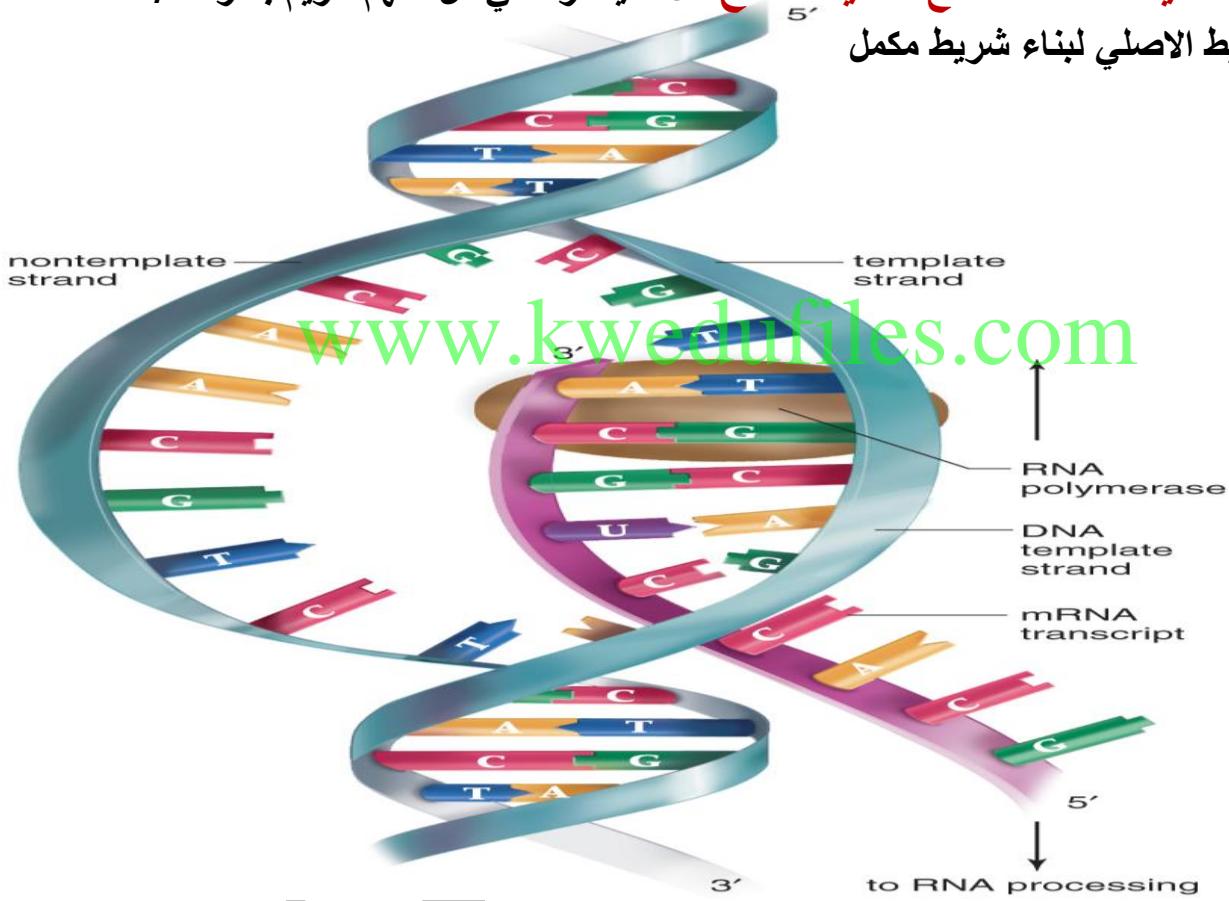 5′
ط الاصلي لبناء شريط مكمل
C
C G
T A
A T
G C
nontemplate
strand
template
strand
C G
A T
www.kwedufiles.com
3′
A A T
C C G
RNA
polymerase
G G C
T U A
DNA
template
strand
C C G
mRNA
transcript
T C
A
C
G
C
A T
C G
T A
5′
3′
to RNA processing